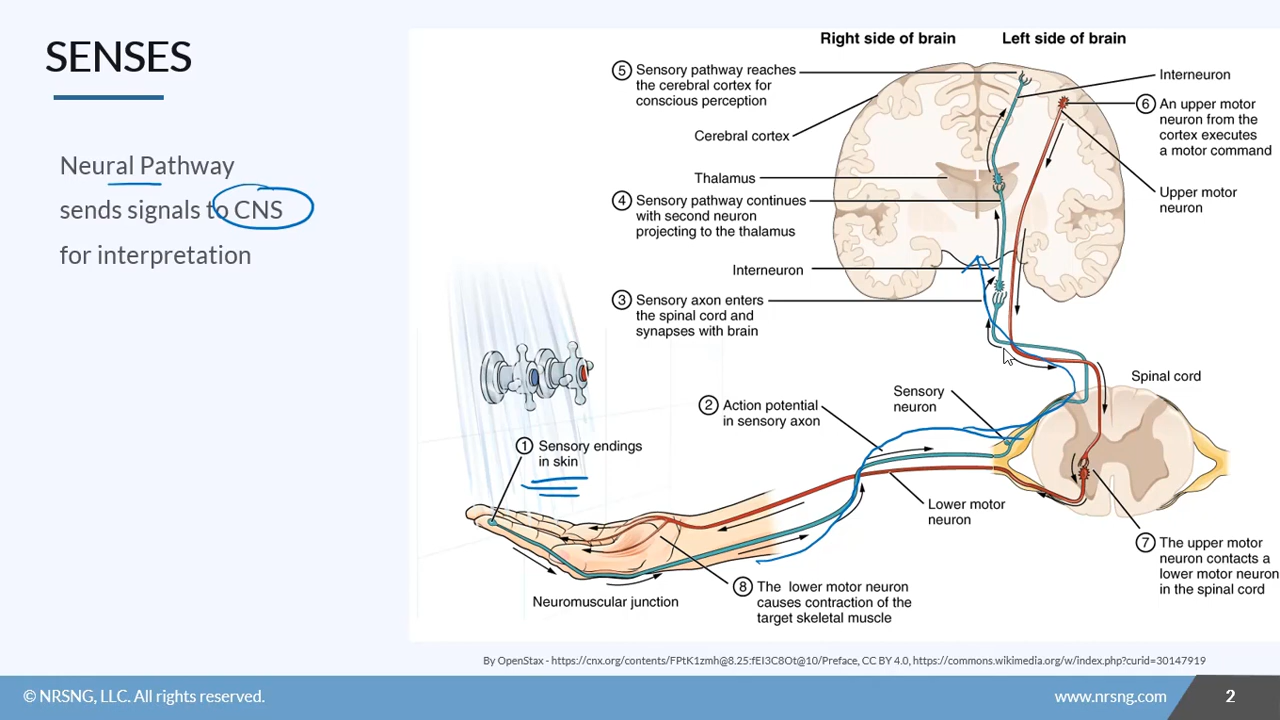 SENSES
Neural Pathway
sends signals to CNS
for interpretation
Right side of brain
Left side of brain
5 Sensory pathway reaches
the cerebral cortex for
conscious perception
Cerebral cortex
Thalamus
4 Sensory pathway continues
with second neuron
projecting to the thalamus
Interneuron
3 Sensory axon enters
the spinal cord and
synapses with brain
Interneuron
6 An upper motor
neuron from the
cortex executes
a motor command
Upper motor
neuron
Spinal cord
Sensory
neuron
2 Action potential
in sensory axon
1 Sensory endings
in skin
Lower motor
neuron
7 The upper motor
neuron contacts a
lower motor neuron
in the spinal cord
8 The lower motor neuron
causes contraction of the
target skeletal muscle
Neuromuscular junction
By OpenStax - https://cnx.org/contents/FPtK1zmh@8.25:fEI3C8Ot@10/Preface, CC BY 4.0, https://commons.wikimedia.org/w/index.php?curid=30147919
© NRSNG, LLC. All rights reserved.
www.nrsng.com
2